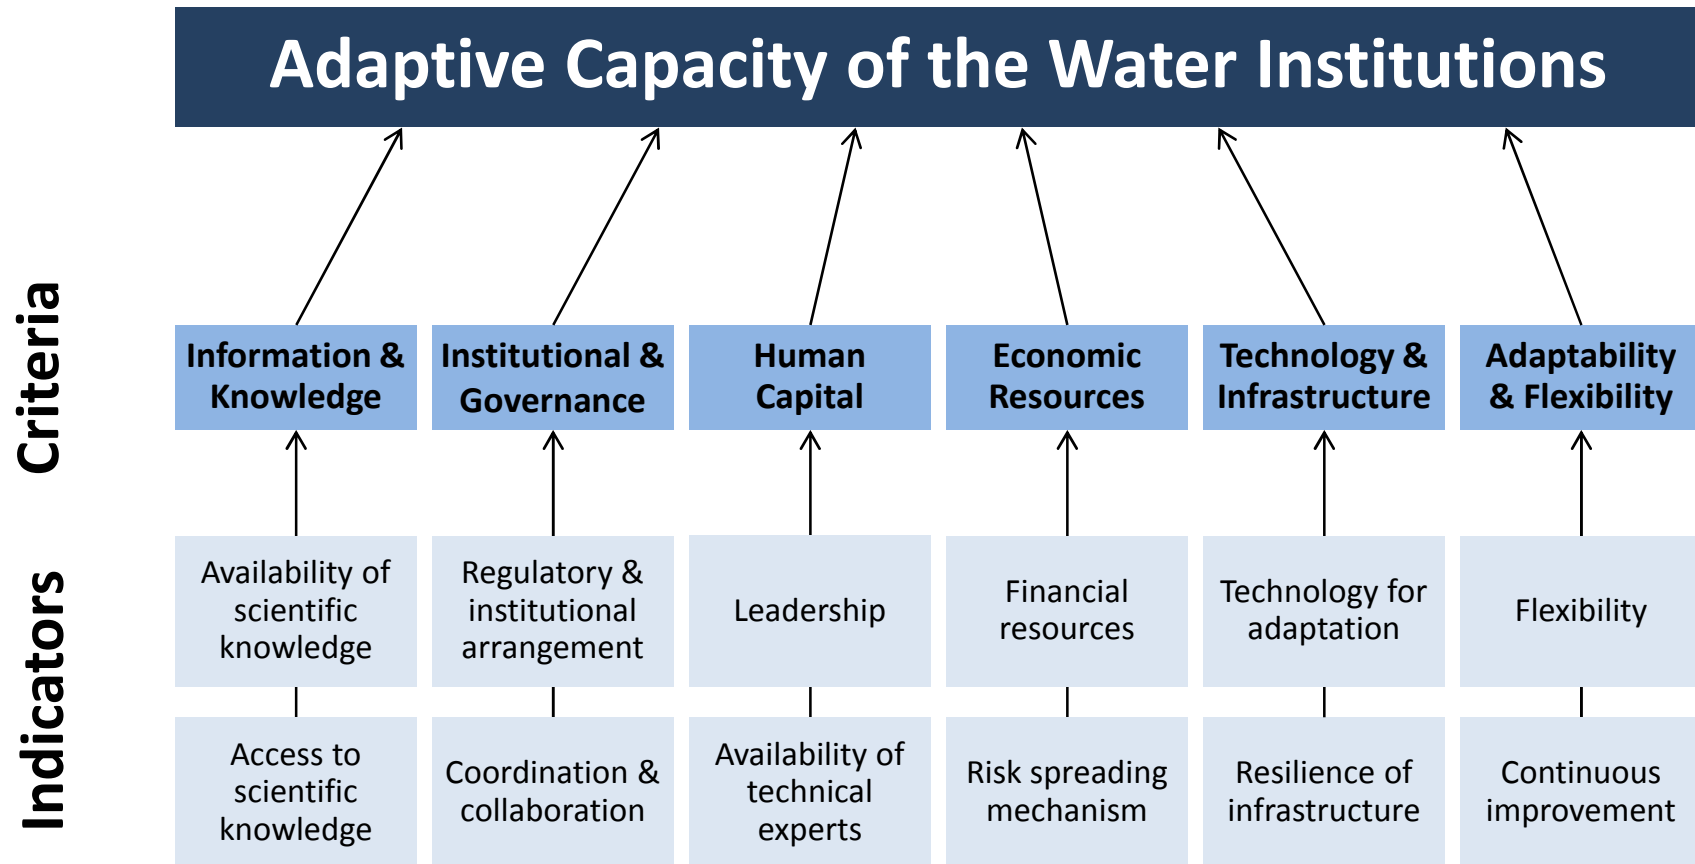 Adaptive Capacity of the Water Institutions
Criteria
Information &
Knowledge
Institutional &
Governance
Human
Capital
Economic
Resources
Technology &
Infrastructure
Adaptability
& Flexibility
Indicators
Availability of
scientific
knowledge
Regulatory &
institutional
arrangement
Leadership
Financial
resources
Technology for
adaptation
Flexibility
Access to
scientific
knowledge
Coordination &
collaboration
Availability of
technical
experts
Risk spreading
mechanism
Resilience of
infrastructure
Continuous
improvement